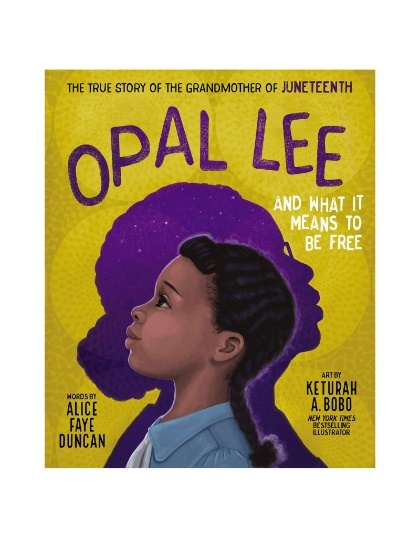 THE TRUE STORY OF THE GRANDMOTHER OF JUNETEENTH
OPAL LEE
AND WHAT IT
MEANS TO
BE FREE
WORDS BY
ALICE
FAYE
DUNCAN
ART BY
KETURAH
A. BOBO
NEW YORK TIMES
BESTSELLING
ILLUSTRATOR